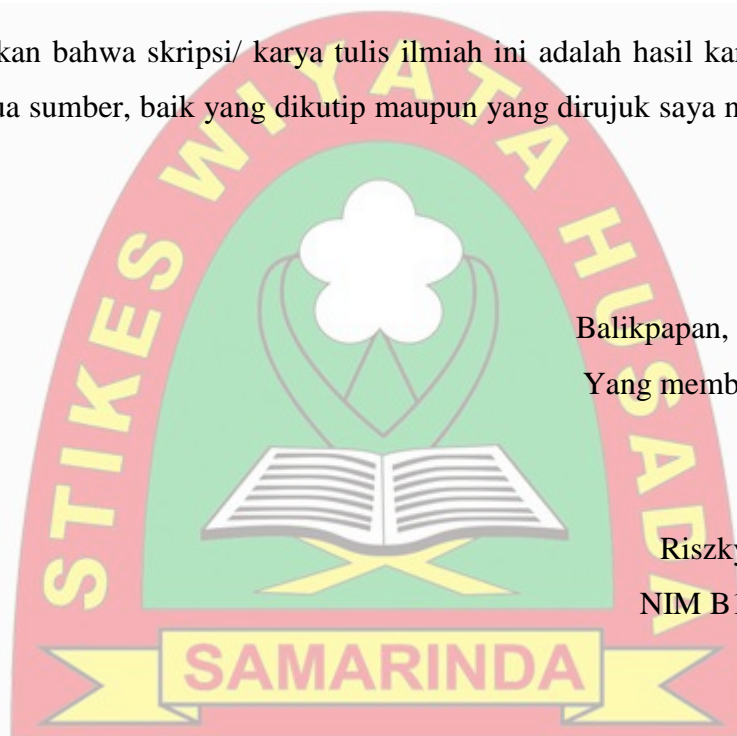 kan bahwa skripsi/ karya tulis ilmiah ini adalah hasil kar
ua sumber, baik yang dikutip maupun yang dirujuk saya n
STIKES WIYATA HUSADA
Balikpapan,
Yang memb
Riszky
NIM B1
SAMARINDA